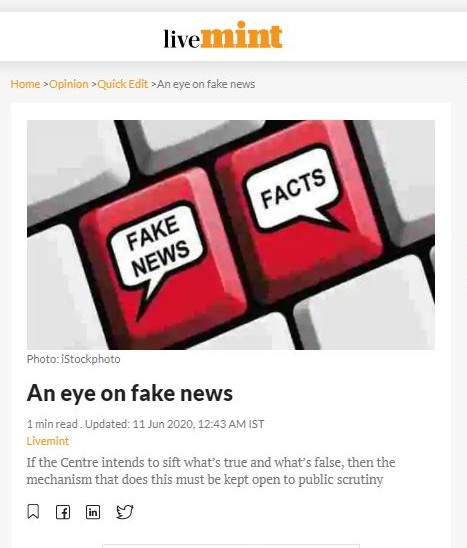 livemint
Home >Opinion >Quick Edit >An eye on fake news
FAKE
NEWS
FACTS
Photo: iStockphoto
An eye on fake news
1 min read . Updated: 11 Jun 2020, 12:43 AM IST
Livemint
If the Centre intends to sift what's true and what's false, then the
mechanism that does this must be kept open to public scrutiny